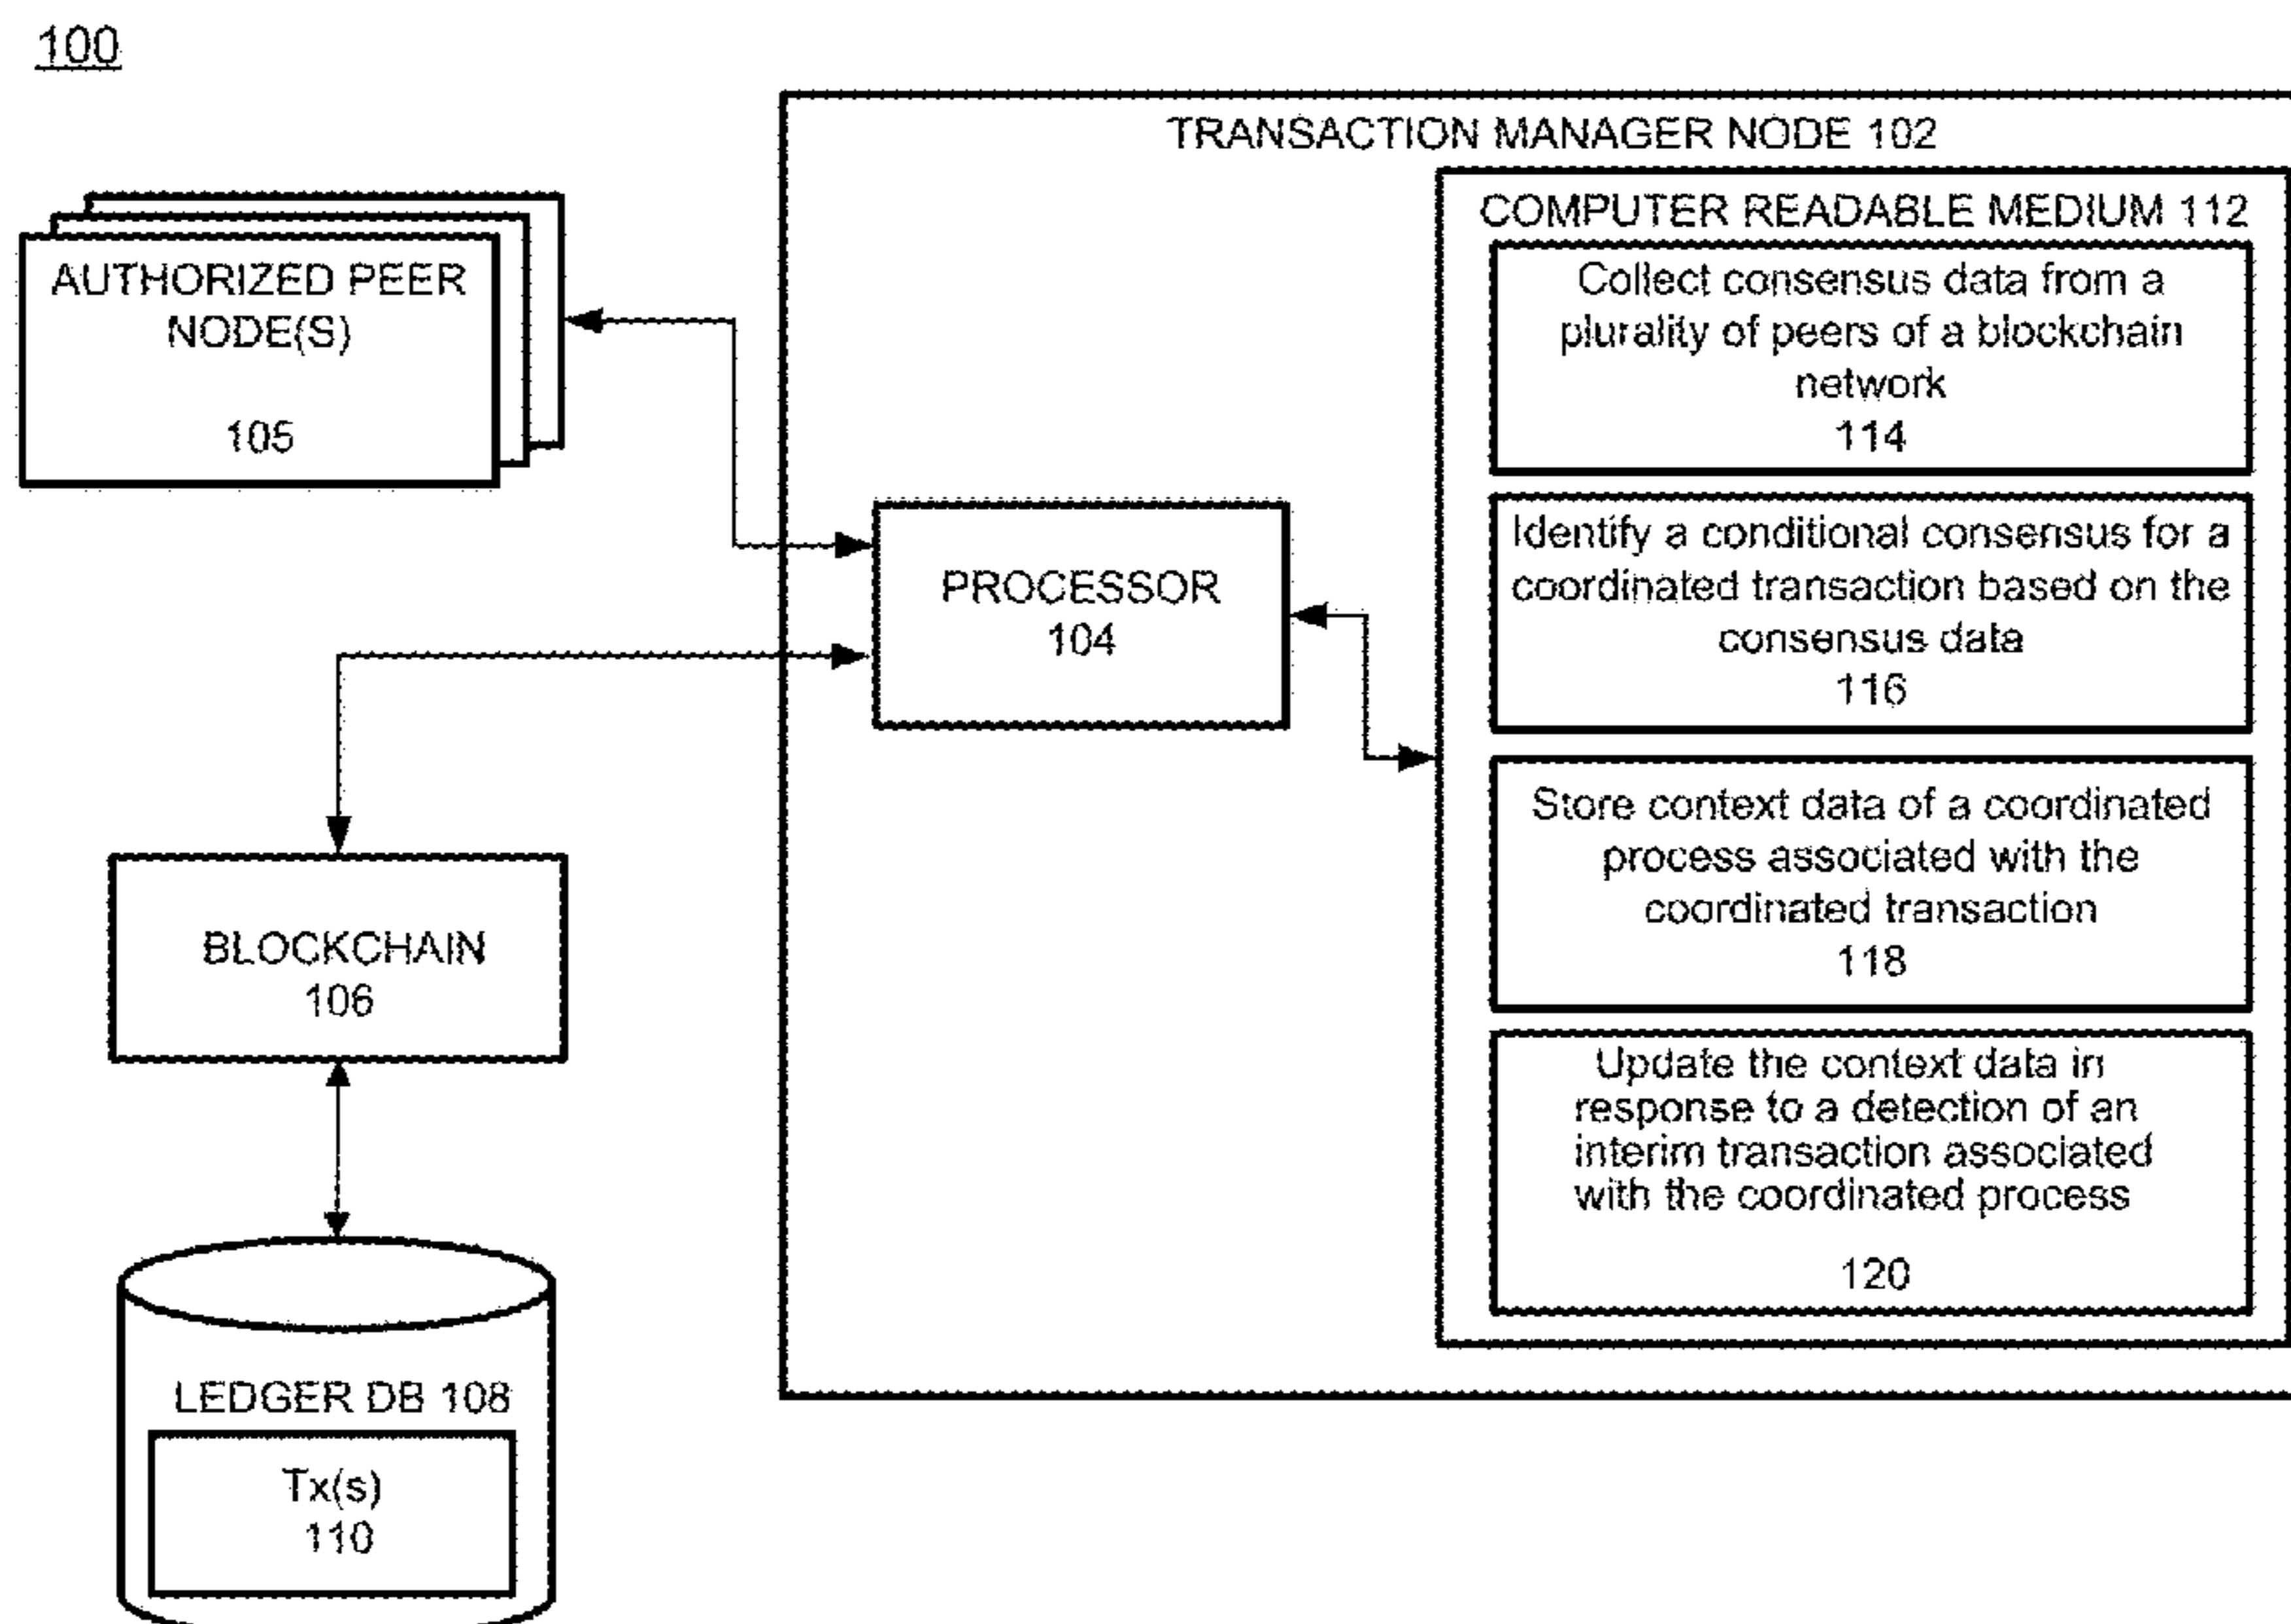 100
TRANSACTION MANAGER NODE 102
AUTHORIZED PEER
NODE(S)
105
PROCESSOR
104
BLOCKCHAIN
106
LEDGER DB 108
Tx(s)
110
COMPUTER READABLE MEDIUM 112
Collect consensus data from a
plurality of peers of a blockchain
network
114
Identify a conditional consensus for a
coordinated transaction based on the
consensus data
116
Store context data of a coordinated
process associated with the
coordinated transaction
118
Update the context data in
response to a detection of an
interim transaction associated
with the coordinated process
120